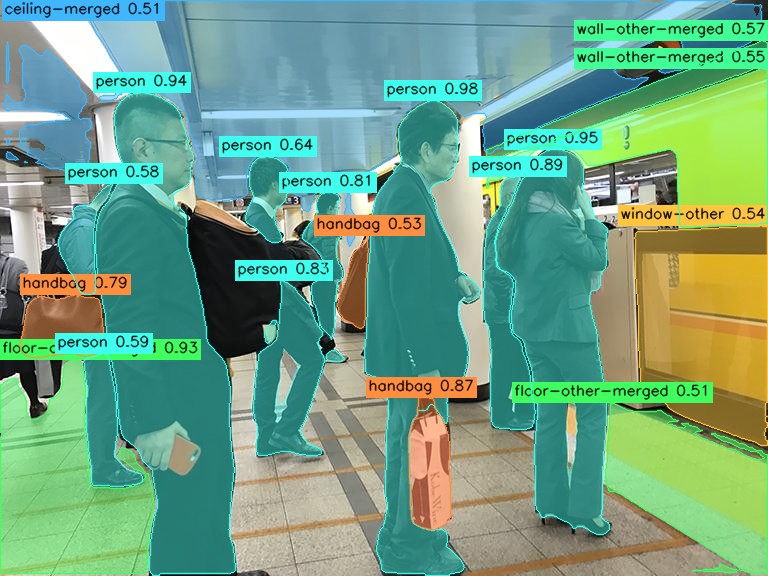 ceiling-merged 0.51
wall-other-merged 0.57
wall-other-merged 0.55
person 0.94
person 0.98
person 0.64
person 0.95
person 0.58
person 0.81
person 0.89
handbag 0.53
window-other 0.54
person 0.83
handbag 0.79
person 0.59
0.93
handbag 0.87
floor-other-merged 0.51